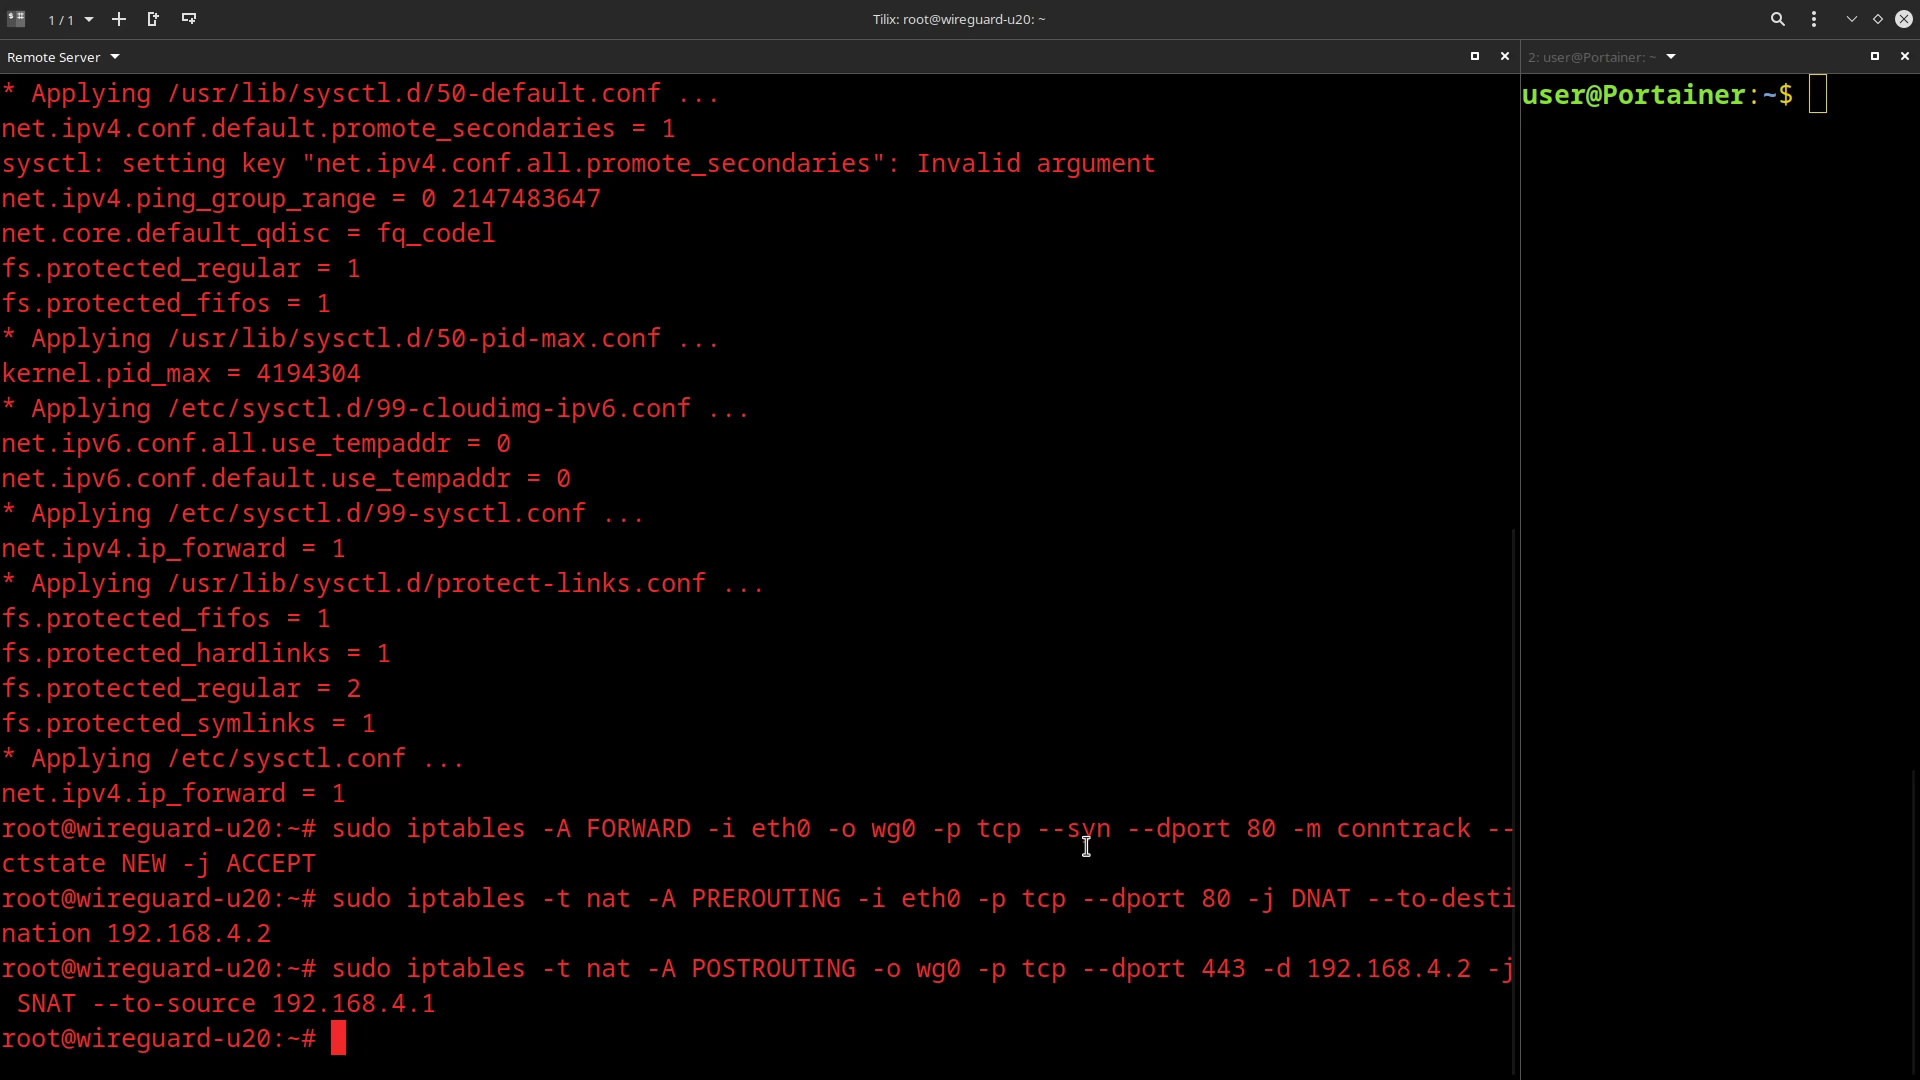 1 / 1
Tilix: root@wireguard-u20: ~
Remote Server
2: user@Portainer: ~
* Applying /usr/lib/sysctl.d/50-default.conf ...
net.ipv4.conf.default.promote_secondaries = 1
sysctl: setting key "net.ipv4.conf.all.promote_secondaries": Invalid argument
net.ipv4.ping_group_range = 0 2147483647
net.core.default_qdisc = fq_codel
fs.protected_regular = 1
fs.protected_fifos = 1
* Applying /usr/lib/sysctl.d/50-pid-max.conf ...
kernel.pid_max = 4194304
* Applying /etc/sysctl.d/99-cloudimg-ipv6.conf ...
net.ipv6.conf.all.use_tempaddr = 0
net.ipv6.conf.default.use_tempaddr = 0
* Applying /etc/sysctl.d/99-sysctl.conf ...
net.ipv4.ip_forward = 1
* Applying /usr/lib/sysctl.d/protect-links.conf ...
fs.protected_fifos = 1
fs.protected_hardlinks = 1
fs.protected_regular = 2
fs.protected_symlinks = 1
* Applying /etc/sysctl.conf ...
net.ipv4.ip_forward = 1
root@wireguard-u20:~# sudo iptables -A FORWARD -i eth0 -o wg0 -p tcp --syn --dport 80 -m conntrack --
ctstate NEW -j ACCEPT
root@wireguard-u20:~# sudo iptables -t nat -A PREROUTING -i eth0 -p tcp --dport 80 -j DNAT --to-desti
nation 192.168.4.2
root@wireguard-u20:~# sudo iptables -t nat -A POSTROUTING -o wg0 -p tcp --dport 443 -d 192.168.4.2 -j
 SNAT --to-source 192.168.4.1
root@wireguard-u20:~#
user@Portainer:~$